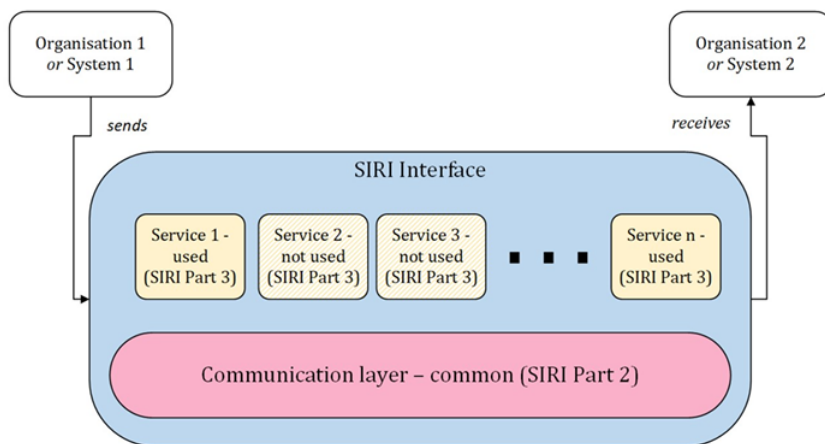 Organisation 1
or System 1
Organisation 2
or System 2
sends
receives
SIRI Interface
Service 1 -
used
(SIRI Part 3)
Service 2 -
not used
(SIRI Part 3)
Service 3 -
not used
(SIRI Part 3)
Service n -
used
(SIRI Part 3)
Communication layer – common (SIRI Part 2)